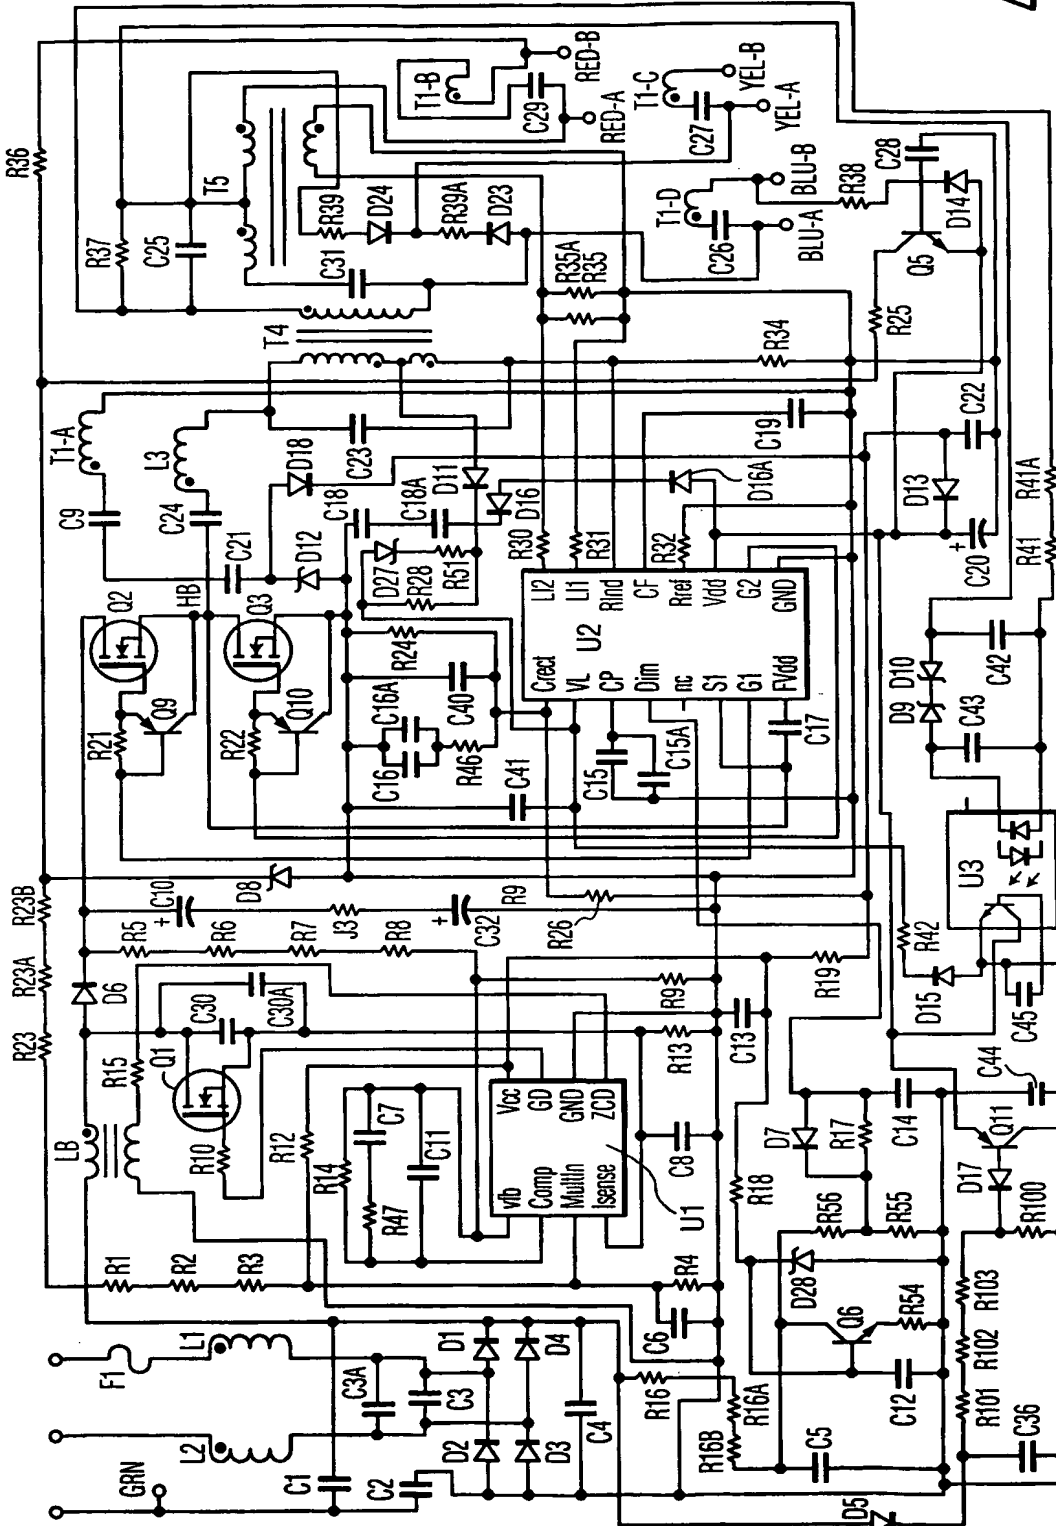 R36
R37
C25
T5
R39
D24
R39A
D23
C31
T4
T1-B
C29
RED-B
RED-A
T1-C
C27
YEL-B
YEL-A
T1-D
C26
BLU-B
BLU-A
R38
C28
D14
Q5
R25
R35A
R35
R34
T1-A
L3
C9
C24
C21
D18
C23
D12
C18
C18A
D11
D16
D16A
D27
R28
R51
R30
R31
R32
C19
C22
D13
C20
+
R41A
R41
Q2
HB
Q3
Q9
Q10
R21
R22
R24
C16A
C40
C16
R46
C41
U2
Crect
VL
CP
Dim
nc
S1
G1
FVdd
LI2
LI1
RInd
CF
Rref
Vdd
G2
GND
C15
C15A
C17
D10
D9
C42
C43
U3
R23B
R23A
R23
D8
C10
+
J3
C32
+
R9
R26
R5
R6
R7
R8
D6
C30
C30A
Q1
R15
LB
R10
R12
R14
C7
C11
R47
Vcc
GD
GND
ZCD
vfb
Comp
MultIn
Isense
U1
R9
R13
C13
R19
C8
R42
D15
C45
C44
R1
R2
R3
R4
C6
D7
R17
C14
Q11
D17
R100
R18
R56
R55
D28
Q6
R54
C12
R103
R102
R101
C36
F1
L1
L2
GRN
C3A
C3
C1
C2
D1
D4
D2
D3
C4
R16
R16A
R16B
C5
D5